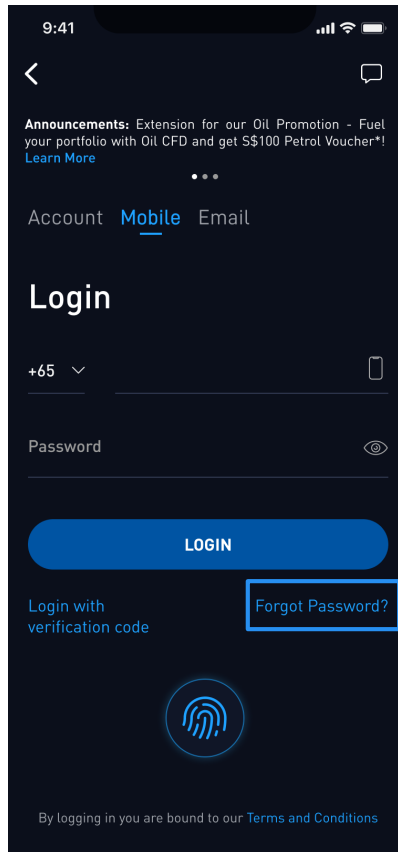 9:41
Announcements: Extension for our Oil Promotion - Fuel
your portfolio with Oil CFD and get S$100 Petrol Voucher*!
Learn More
Account Mobile Email
Login
+65
Password
LOGIN
Login with
verification code
Forgot Password?
By logging in you are bound to our Terms and Conditions